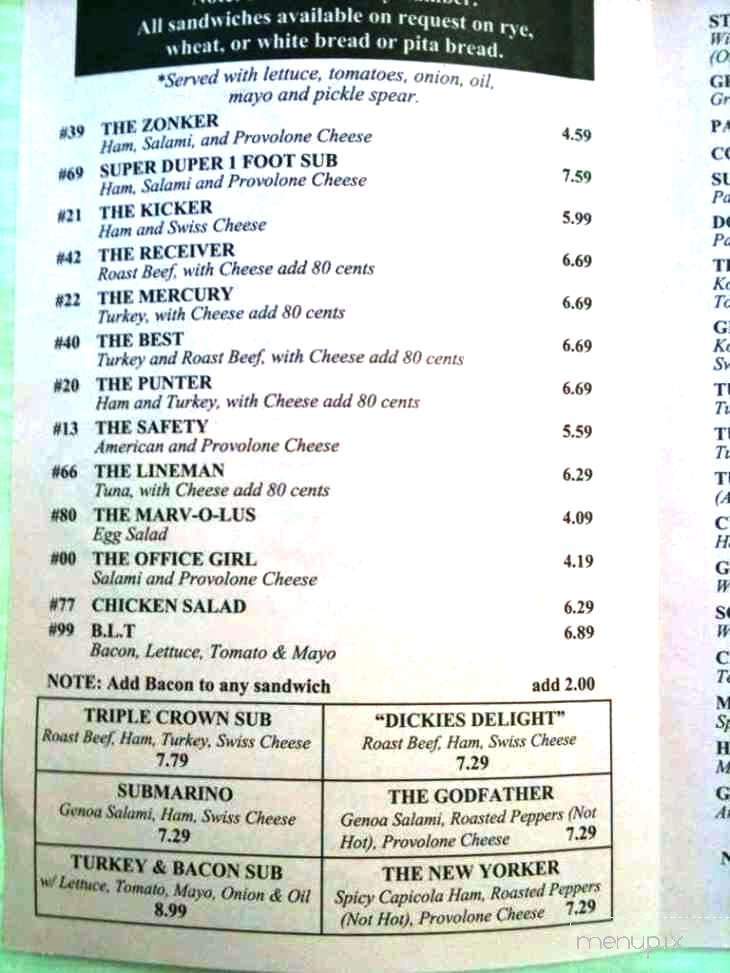 All sandwiches available on request on rye,
wheat, or white bread or pita bread.
*Served with lettuce, tomatoes, onion, oil,
mayo and pickle spear.
#39 THE ZONKER 4.59
Ham, Salami, and Provolone Cheese
#69 SUPER DUPER 1 FOOT SUB 7.59
Ham, Salami and Provolone Cheese
#21 THE KICKER 5.99
Ham and Swiss Cheese
#42 THE RECEIVER 6.69
Roast Beef, with Cheese add 80 cents
#22 THE MERCURY 6.69
Turkey, with Cheese add 80 cents
#40 THE BEST 6.69
Turkey and Roast Beef, with Cheese add 80 cents
#20 THE PUNTER 6.69
Ham and Turkey, with Cheese add 80 cents
#13 THE SAFETY 5.59
American and Provolone Cheese
#66 THE LINEMAN 6.29
Tuna, with Cheese add 80 cents
#80 THE MARV-O-LUS 4.09
Egg Salad
#00 THE OFFICE GIRL 4.19
Salami and Provolone Cheese
#77 CHICKEN SALAD 6.29
#99 B.L.T 6.89
Bacon, Lettuce, Tomato & Mayo
NOTE: Add Bacon to any sandwich add 2.00
TRIPLE CROWN SUB
Roast Beef, Ham, Turkey, Swiss Cheese
7.79
"DICKIES DELIGHT"
Roast Beef, Ham, Swiss Cheese
7.29
SUBMARINO
Genoa Salami, Ham, Swiss Cheese
7.29
THE GODFATHER
Genoa Salami, Roasted Peppers (Not
Hot), Provolone Cheese 7.29
TURKEY & BACON SUB
w/ Lettuce, Tomato, Mayo, Onion & Oil
8.99
THE NEW YORKER
Spicy Capicola Ham, Roasted Peppers
(Not Hot), Provolone Cheese 7.29
menupix